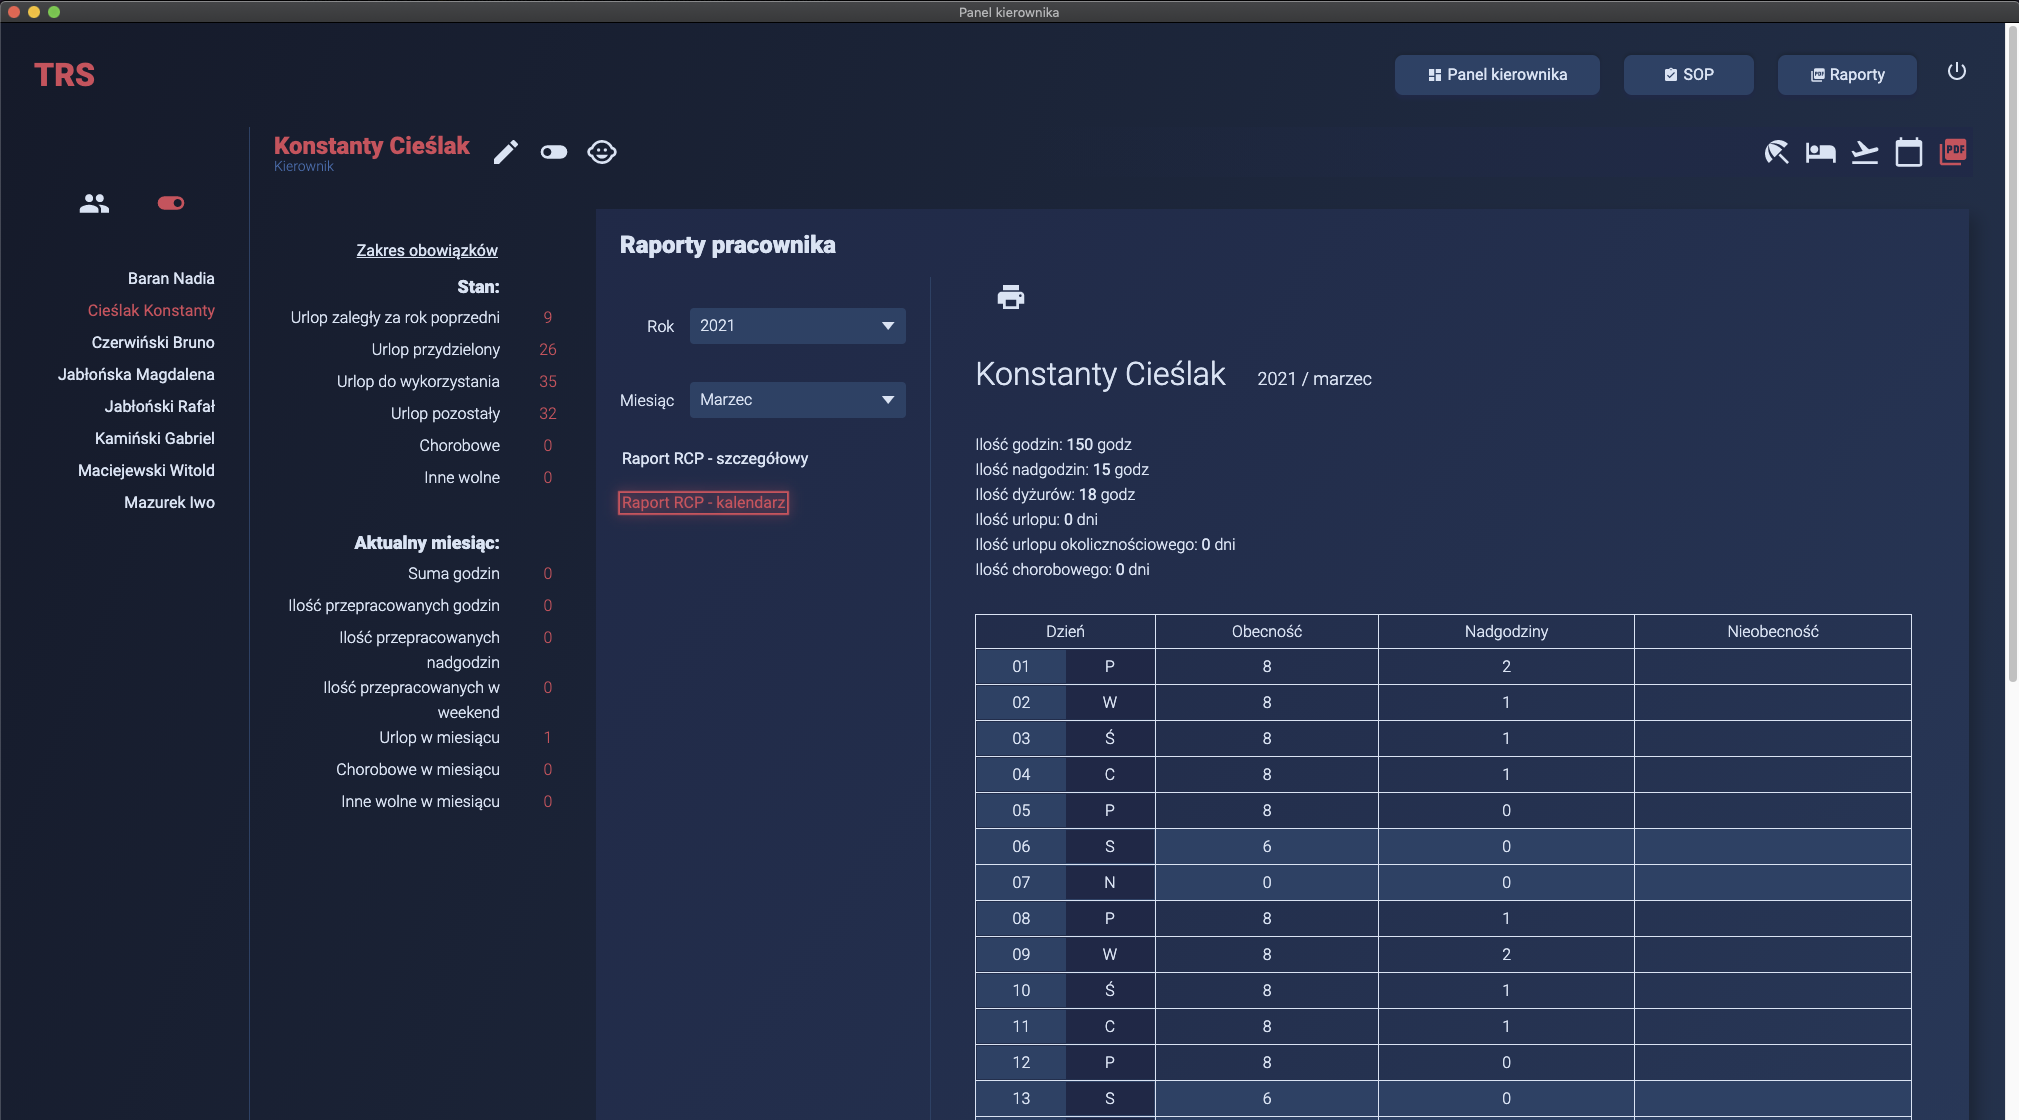 Panel kierownika
TRS
Panel kierownika
SOP
PDF Raporty
Konstanty Cieślak
Kierownik
PDF
Baran Nadia
Cieślak Konstanty
Czerwiński Bruno
Jabłońska Magdalena
Jabłoński Rafał
Kamiński Gabriel
Maciejewski Witold
Mazurek Iwo
Zakres obowiązków
Stan:
Urlop zaległy za rok poprzedni 9
Urlop przydzielony 26
Urlop do wykorzystania 35
Urlop pozostały 32
Chorobowe 0
Inne wolne 0
Aktualny miesiąc:
Suma godzin 0
Ilość przepracowanych godzin 0
Ilość przepracowanych 0
nadgodzin
Ilość przepracowanych w 0
weekend
Urlop w miesiącu 1
Chorobowe w miesiącu 0
Inne wolne w miesiącu 0
Raporty pracownika
Rok 2021
Miesiąc Marzec
Raport RCP - szczegółowy
Raport RCP - kalendarz
Konstanty Cieślak 2021 / marzec
Ilość godzin: 150 godz
Ilość nadgodzin: 15 godz
Ilość dyżurów: 18 godz
Ilość urlopu: 0 dni
Ilość urlopu okolicznościowego: 0 dni
Ilość chorobowego: 0 dni
Dzień Obecność Nadgodziny Nieobecność
01 P 8 2
02 W 8 1
03 Ś 8 1
04 C 8 1
05 P 8 0
06 S 6 0
07 N 0 0
08 P 8 1
09 W 8 2
10 Ś 8 1
11 C 8 1
12 P 8 0
13 S 6 0